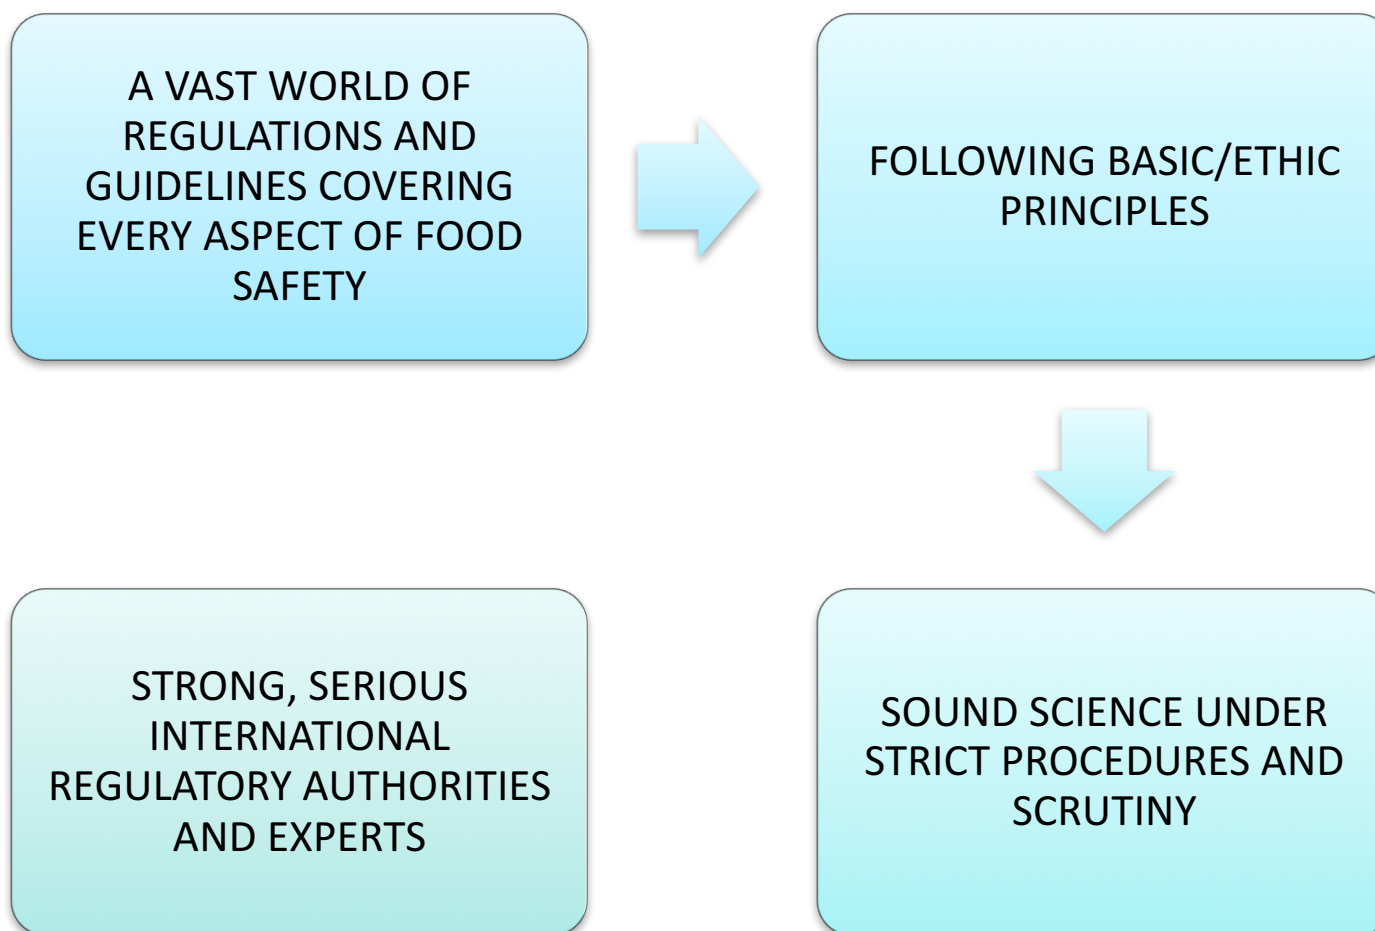 A VAST WORLD OF
REGULATIONS AND
GUIDELINES COVERING
EVERY ASPECT OF FOOD
SAFETY
FOLLOWING BASIC/ETHIC
PRINCIPLES
STRONG, SERIOUS
INTERNATIONAL
REGULATORY AUTHORITIES
AND EXPERTS
SOUND SCIENCE UNDER
STRICT PROCEDURES AND
SCRUTINY